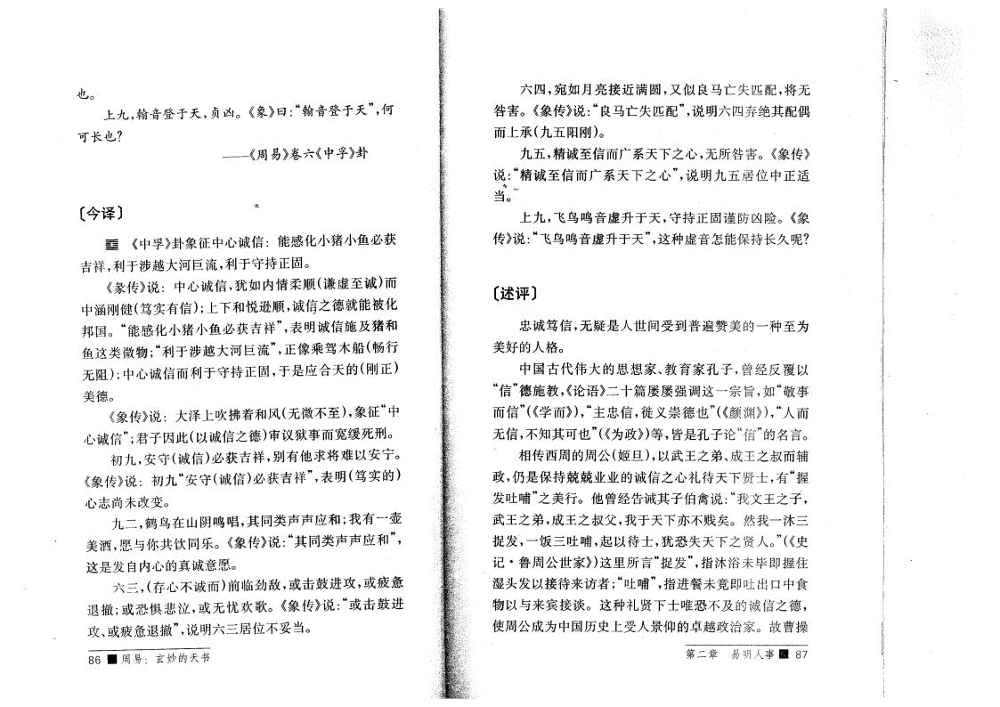 也。
上九,翰音登于天,贞凶。《象》曰:“翰音登于天”,何
可长也?
——《周易》卷六《中孚》卦
〔今译〕
䷼ 《中孚》卦象征中心诚信: 能感化小猪小鱼必获
吉祥,利于涉越大河巨流,利于守持正固。
《彖传》说: 中心诚信,犹如内情柔顺(谦虚至诚)而
中涵刚健(笃实有信);上下和悦逊顺,诚信之德就能被化
邦国。“能感化小猪小鱼必获吉祥”,表明诚信施及猪和
鱼这类微物;“利于涉越大河巨流”,正像乘驾木船(畅行
无阻);中心诚信而利于守持正固,于是应合天的(刚正)
美德。
《象传》说: 大泽上吹拂着和风(无微不至),象征“中
心诚信”;君子因此(以诚信之德)审议狱事而宽缓死刑。
初九,安守(诚信)必获吉祥,别有他求将难以安宁。
《象传》说: 初九“安守(诚信)必获吉祥”,表明(笃实的)
心志尚未改变。
九二,鹤鸟在山阴鸣唱,其同类声声应和;我有一壶
美酒,愿与你共饮同乐。《象传》说:“其同类声声应和”,
这是发自内心的真诚意愿。
六三,(存心不诚而)前临劲敌,或击鼓进攻,或疲惫
退撤;或恐惧悲泣,或无忧欢歌。《象传》说:“或击鼓进
攻、或疲惫退撤”,说明六三居位不妥当。
86 ■ 周易: 玄妙的天书
六四,宛如月亮接近满圆,又似良马亡失匹配,将无
咎害。《象传》说:“良马亡失匹配”,说明六四弃绝其配偶
而上承(九五阳刚)。
九五,精诚至信而广系天下之心,无所咎害。《象传》
说:“精诚至信而广系天下之心”,说明九五居位中正适
当。
上九,飞鸟鸣音虚升于天,守持正固谨防凶险。《象
传》说:“飞鸟鸣音虚升于天”,这种虚音怎能保持长久呢?
〔述评〕
忠诚笃信,无疑是人世间受到普遍赞美的一种至为
美好的人格。
中国古代伟大的思想家、教育家孔子,曾经反覆以
“信”德施教,《论语》二十篇屡屡强调这一宗旨,如“敬事
而信”(《学而》),“主忠信,徙义崇德也”(《颜渊》),“人而
无信,不知其可也”(《为政》)等,皆是孔子论“信”的名言。
相传西周的周公(姬旦),以武王之弟、成王之叔而辅
政,仍是保持兢兢业业的诚信之心礼待天下贤士,有“握
发吐哺”之美行。他曾经告诫其子伯禽说:“我文王之子,
武王之弟,成王之叔父,我于天下亦不贱矣。然我一沐三
捉发,一饭三吐哺,起以待士,犹恐失天下之贤人。”(《史
记·鲁周公世家》)这里所言“捉发”,指沐浴未毕即握住
湿头发以接待来访者;“吐哺”,指进餐未竟即吐出口中食
物以与来宾接谈。这种礼贤下士唯恐不及的诚信之德,
使周公成为中国历史上受人景仰的卓越政治家。故曹操
第二章 易明人事 ■ 87